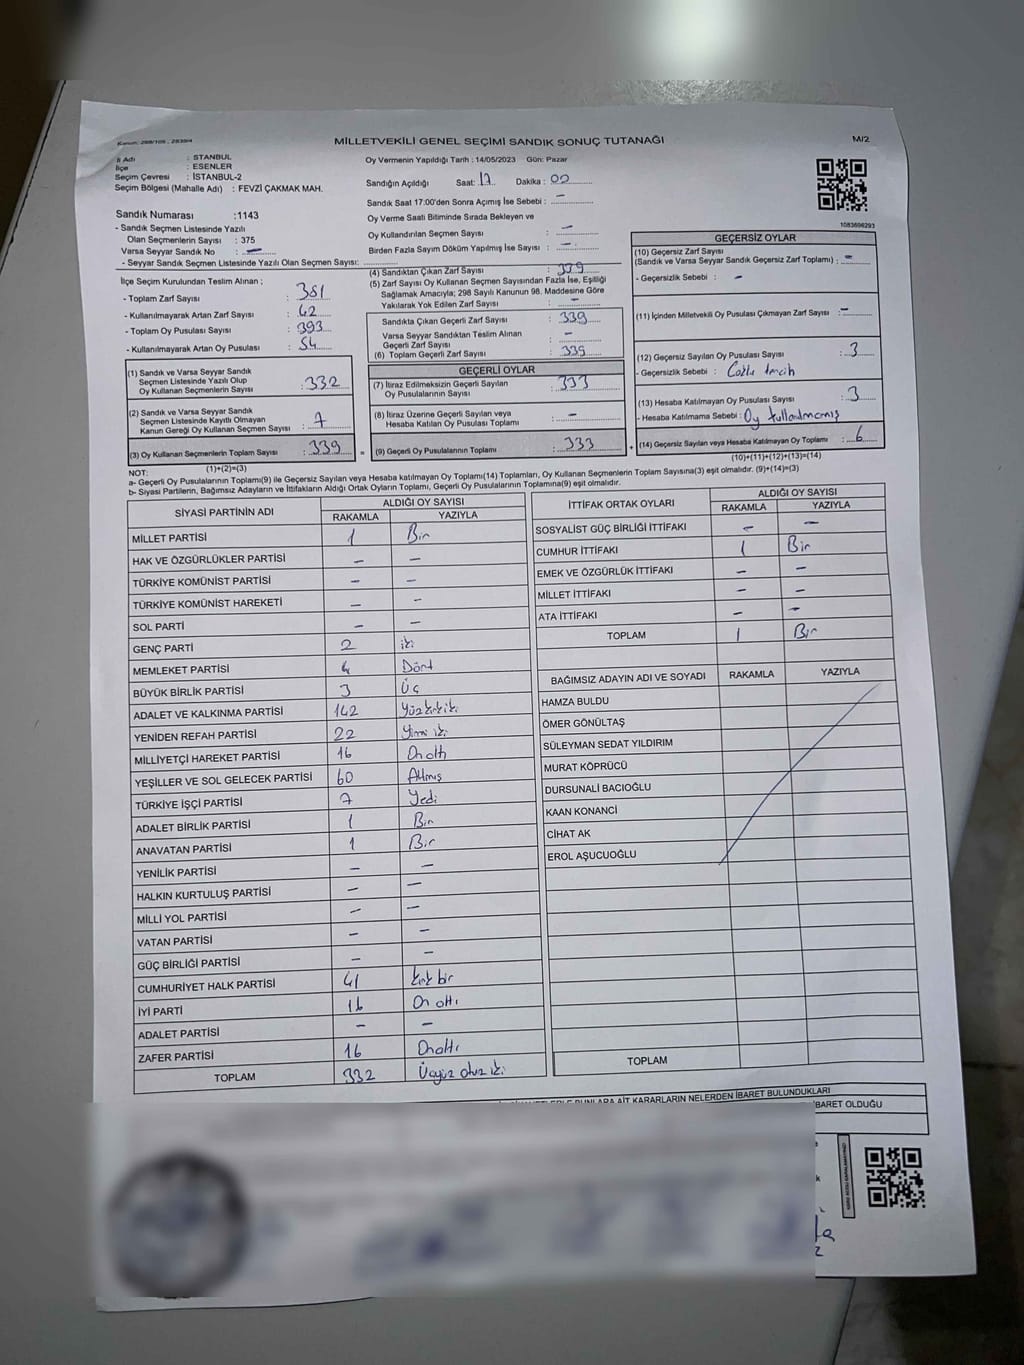 Kanun: 298/105 - 2839/4
MİLLETVEKİLİ GENEL SEÇİMİ SANDIK SONUÇ TUTANAĞI
M/2
İl Adı : STANBUL
İlçe : ESENLER
Seçim Çevresi : İSTANBUL-2
Seçim Bölgesi (Mahalle Adı) : FEVZİ ÇAKMAK MAH.
Oy Vermenin Yapıldığı Tarih : 14/05/2023 Gün: Pazar
Sandığın Açıldığı Saat: 17 Dakika : 00
Sandık Saat 17:00'den Sonra Açımış İse Sebebi : -
Oy Verme Saati Bitiminde Sırada Bekleyen ve
Oy Kullandırılan Seçmen Sayısı : -
Birden Fazla Sayım Döküm Yapılmış İse Sayısı : -
1083696293
Sandık Numarası :1143
- Sandık Seçmen Listesinde Yazılı
Olan Seçmenlerin Sayısı : 375
Varsa Seyyar Sandık No : -
- Seyyar Sandık Seçmen Listesinde Yazılı Olan Seçmen Sayısı:
İlçe Seçim Kurulundan Teslim Alınan ;
- Toplam Zarf Sayısı : 381
- Kullanılmayarak Artan Zarf Sayısı : 42
- Toplam Oy Pusulası Sayısı : 393
- Kullanılmayarak Artan Oy Pusulası : 54
(1) Sandık ve Varsa Seyyar Sandık
Seçmen Listesinde Yazılı Olup
Oy Kullanan Seçmenlerin Sayısı : 332
(2) Sandık ve Varsa Seyyar Sandık
Seçmen Listesinde Kayıtlı Olmayan
Kanun Gereği Oy Kullanan Seçmen Sayısı : 7
(3) Oy Kullanan Seçmenlerin Toplam Sayısı : 339
(1)+(2)=(3)
(4) Sandıktan Çıkan Zarf Sayısı : 339
(5) Zarf Sayısı Oy Kullanan Seçmen Sayısından Fazla İse, Eşitliği
Sağlamak Amacıyla; 298 Sayılı Kanunun 98. Maddesine Göre
Yakılarak Yok Edilen Zarf Sayısı : -
Sandıkta Çıkan Geçerli Zarf Sayısı : 339
Varsa Seyyar Sandıktan Teslim Alınan
Geçerli Zarf Sayısı : -
(6) Toplam Geçerli Zarf Sayısı : 339
GEÇERLİ OYLAR
(7) İtiraz Edilmeksizin Geçerli Sayılan
Oy Pusulalarının Sayısı : 333
(8) İtiraz Üzerine Geçerli Sayılan veya
Hesaba Katılan Oy Pusulası Toplamı : -
= (9) Geçerli Oy Pusulalarının Toplamı : 333 +
GEÇERSİZ OYLAR
(10) Geçersiz Zarf Sayısı
(Sandık ve Varsa Seyyar Sandık Geçersiz Zarf Toplamı) : -
- Geçersizlik Sebebi : -
(11) İçinden Milletvekili Oy Pusulası Çıkmayan Zarf Sayısı : -
(12) Geçersiz Sayılan Oy Pusulası Sayısı : 3
- Geçersizlik Sebebi : Çoklu tercih
(13) Hesaba Katılmayan Oy Pusulası Sayısı : 3
- Hesaba Katılmama Sebebi : Oy kullanılmamış
(14) Geçersiz Sayılan veya Hesaba Katılmayan Oy Toplamı : 6
(10)+(11)+(12)+(13)=(14)
NOT:
a- Geçerli Oy Pusulalarının Toplamı(9) ile Geçersiz Sayılan veya Hesaba katılmayan Oy Toplamı(14) Toplamları, Oy Kullanan Seçmenlerin Toplam Sayısına(3) eşit olmalıdır. (9)+(14)=(3)
b- Siyasi Partilerin, Bağımsız Adayların ve İttifakların Aldığı Ortak Oyların Toplamı, Geçerli Oy Pusulalarının Toplamına(9) eşit olmalıdır.
SİYASİ PARTİNİN ADI ALDIĞI OY SAYISI
RAKAMLA YAZIYLA
MİLLET PARTİSİ 1 Bir
HAK VE ÖZGÜRLÜKLER PARTİSİ - -
TÜRKİYE KOMÜNİST PARTİSİ - -
TÜRKİYE KOMÜNİST HAREKETİ - -
SOL PARTİ - -
GENÇ PARTİ 2 iki
MEMLEKET PARTİSİ 4 Dört
BÜYÜK BİRLİK PARTİSİ 3 Üç
ADALET VE KALKINMA PARTİSİ 142 Yüzkırkiki
YENİDEN REFAH PARTİSİ 22 Yirmi iki
MİLLİYETÇİ HAREKET PARTİSİ 16 On altı
YEŞİLLER VE SOL GELECEK PARTİSİ 60 Altmış
TÜRKİYE İŞÇİ PARTİSİ 7 Yedi
ADALET BİRLİK PARTİSİ 1 Bir
ANAVATAN PARTİSİ 1 Bir
YENİLİK PARTİSİ - -
HALKIN KURTULUŞ PARTİSİ - -
MİLLİ YOL PARTİSİ - -
VATAN PARTİSİ - -
GÜÇ BİRLİĞİ PARTİSİ - -
CUMHURİYET HALK PARTİSİ 41 Kırk bir
İYİ PARTİ 16 On altı
ADALET PARTİSİ - -
ZAFER PARTİSİ 16 Onaltı
TOPLAM 332 Üçyüz otuz iki
İTTİFAK ORTAK OYLARI ALDIĞI OY SAYISI
RAKAMLA YAZIYLA
SOSYALİST GÜÇ BİRLİĞİ İTTİFAKI - -
CUMHUR İTTİFAKI 1 Bir
EMEK VE ÖZGÜRLÜK İTTİFAKI - -
MİLLET İTTİFAKI - -
ATA İTTİFAKI - -
TOPLAM 1 Bir
BAĞIMSIZ ADAYIN ADI VE SOYADI RAKAMLA YAZIYLA
HAMZA BULDU
ÖMER GÖNÜLTAŞ
SÜLEYMAN SEDAT YILDIRIM
MURAT KÖPRÜCÜ
DURSUNALİ BACIOĞLU
KAAN KONANCİ
CİHAT AK
EROL AŞUCUOĞLU
TOPLAM
BUNLARA AİT KARARLARIN NELERDEN İBARET BULUNDUKLARI
İBARET OLDUĞU